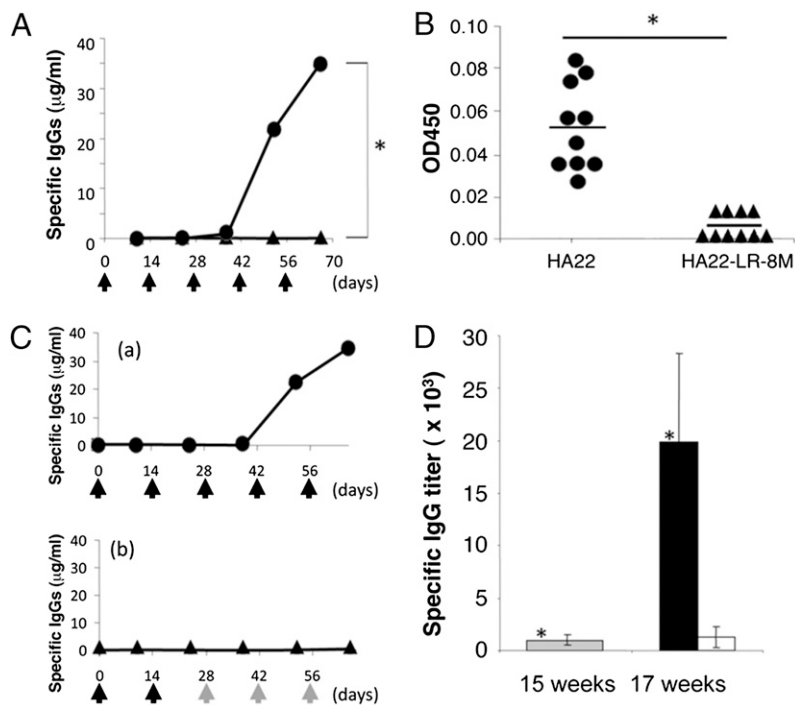 A
Specific IgGs (μg/ml)
40
30
20
10
0
*
0 14 28 42 56 70
(days)
B
OD450
0.10
0.08
0.06
0.04
0.02
0.00
*
HA22 HA22-LR-8M
C
(a)
Specific IgGs (μg/ml)
40
30
20
10
0
0 14 28 42 56
(days)
(b)
Specific IgGs (μg/ml)
40
30
20
10
0
0 14 28 42 56
(days)
D
Specific IgG titer ( x 10³)
30
25
20
15
10
5
0
*
*
15 weeks 17 weeks